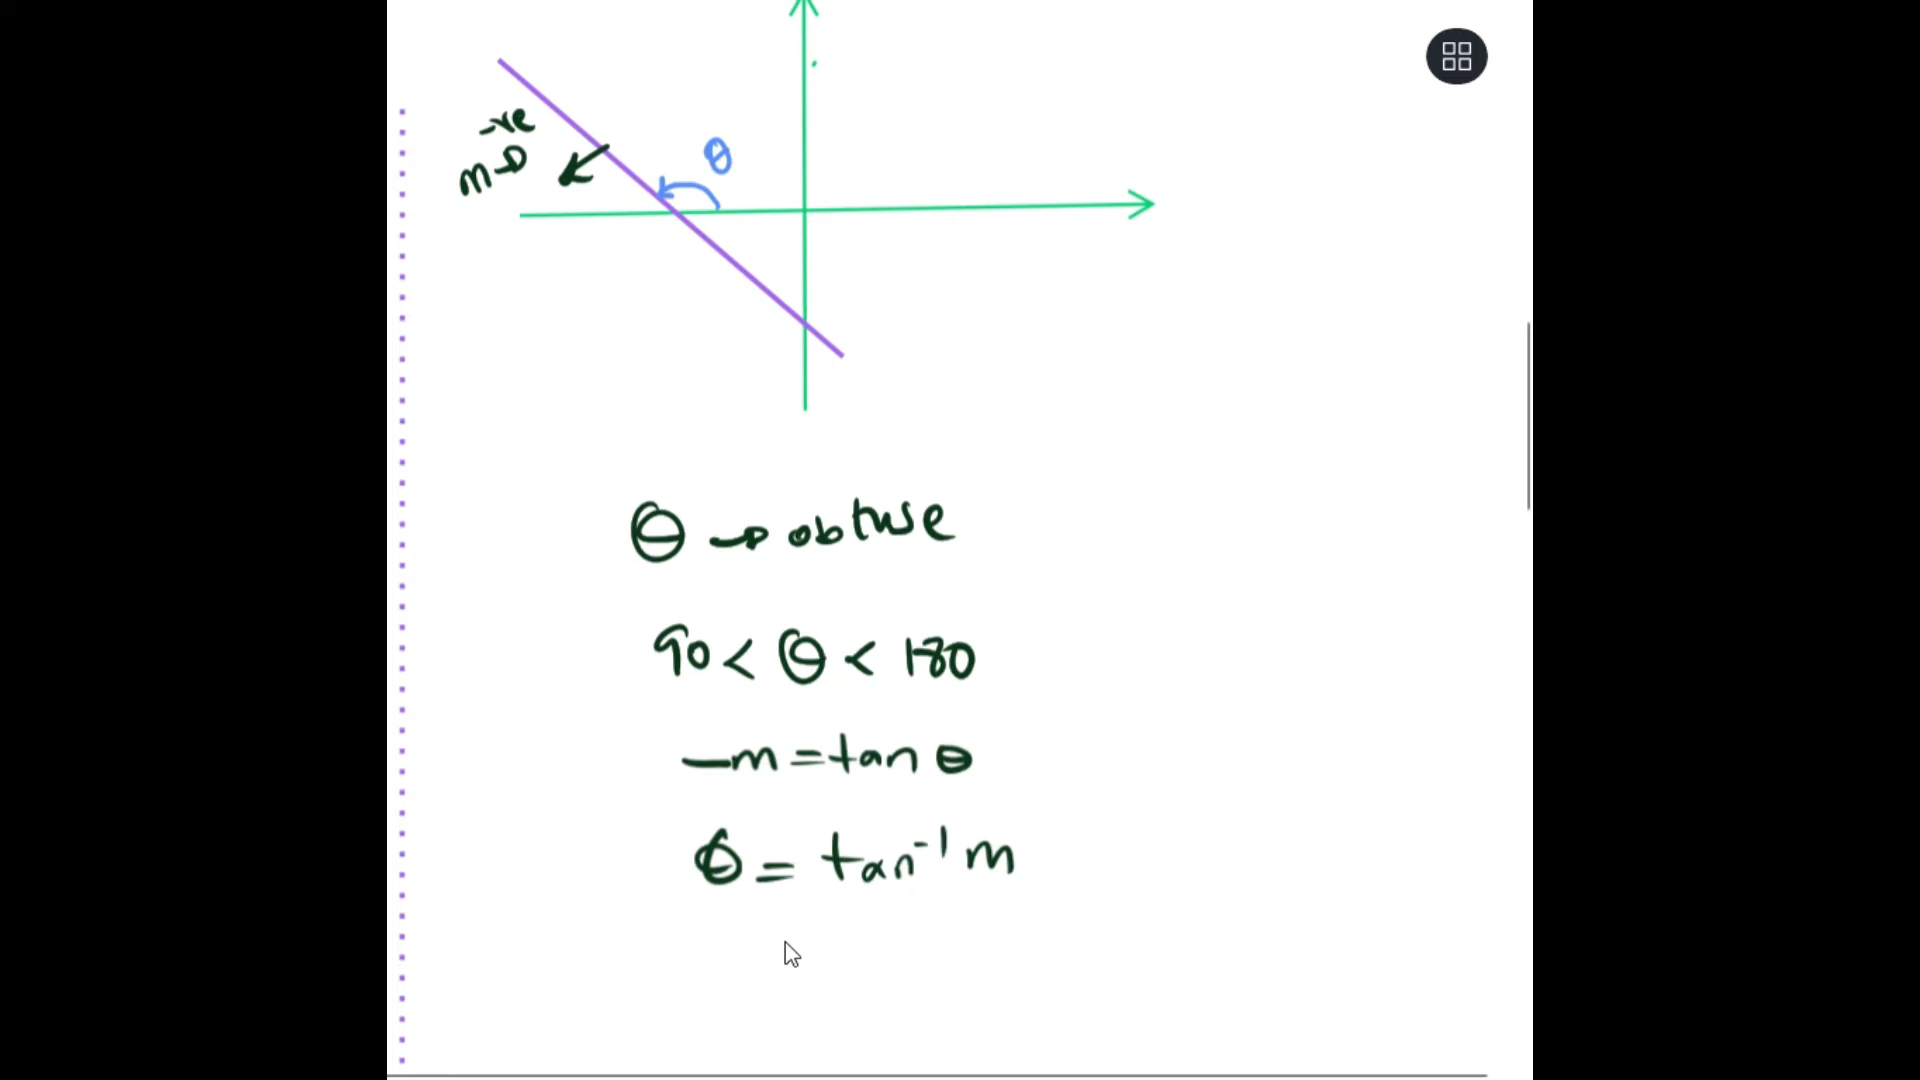 -ve
m→
θ
θ → obtuse
90 < θ < 180
-m = tan θ
θ = tan⁻¹ m